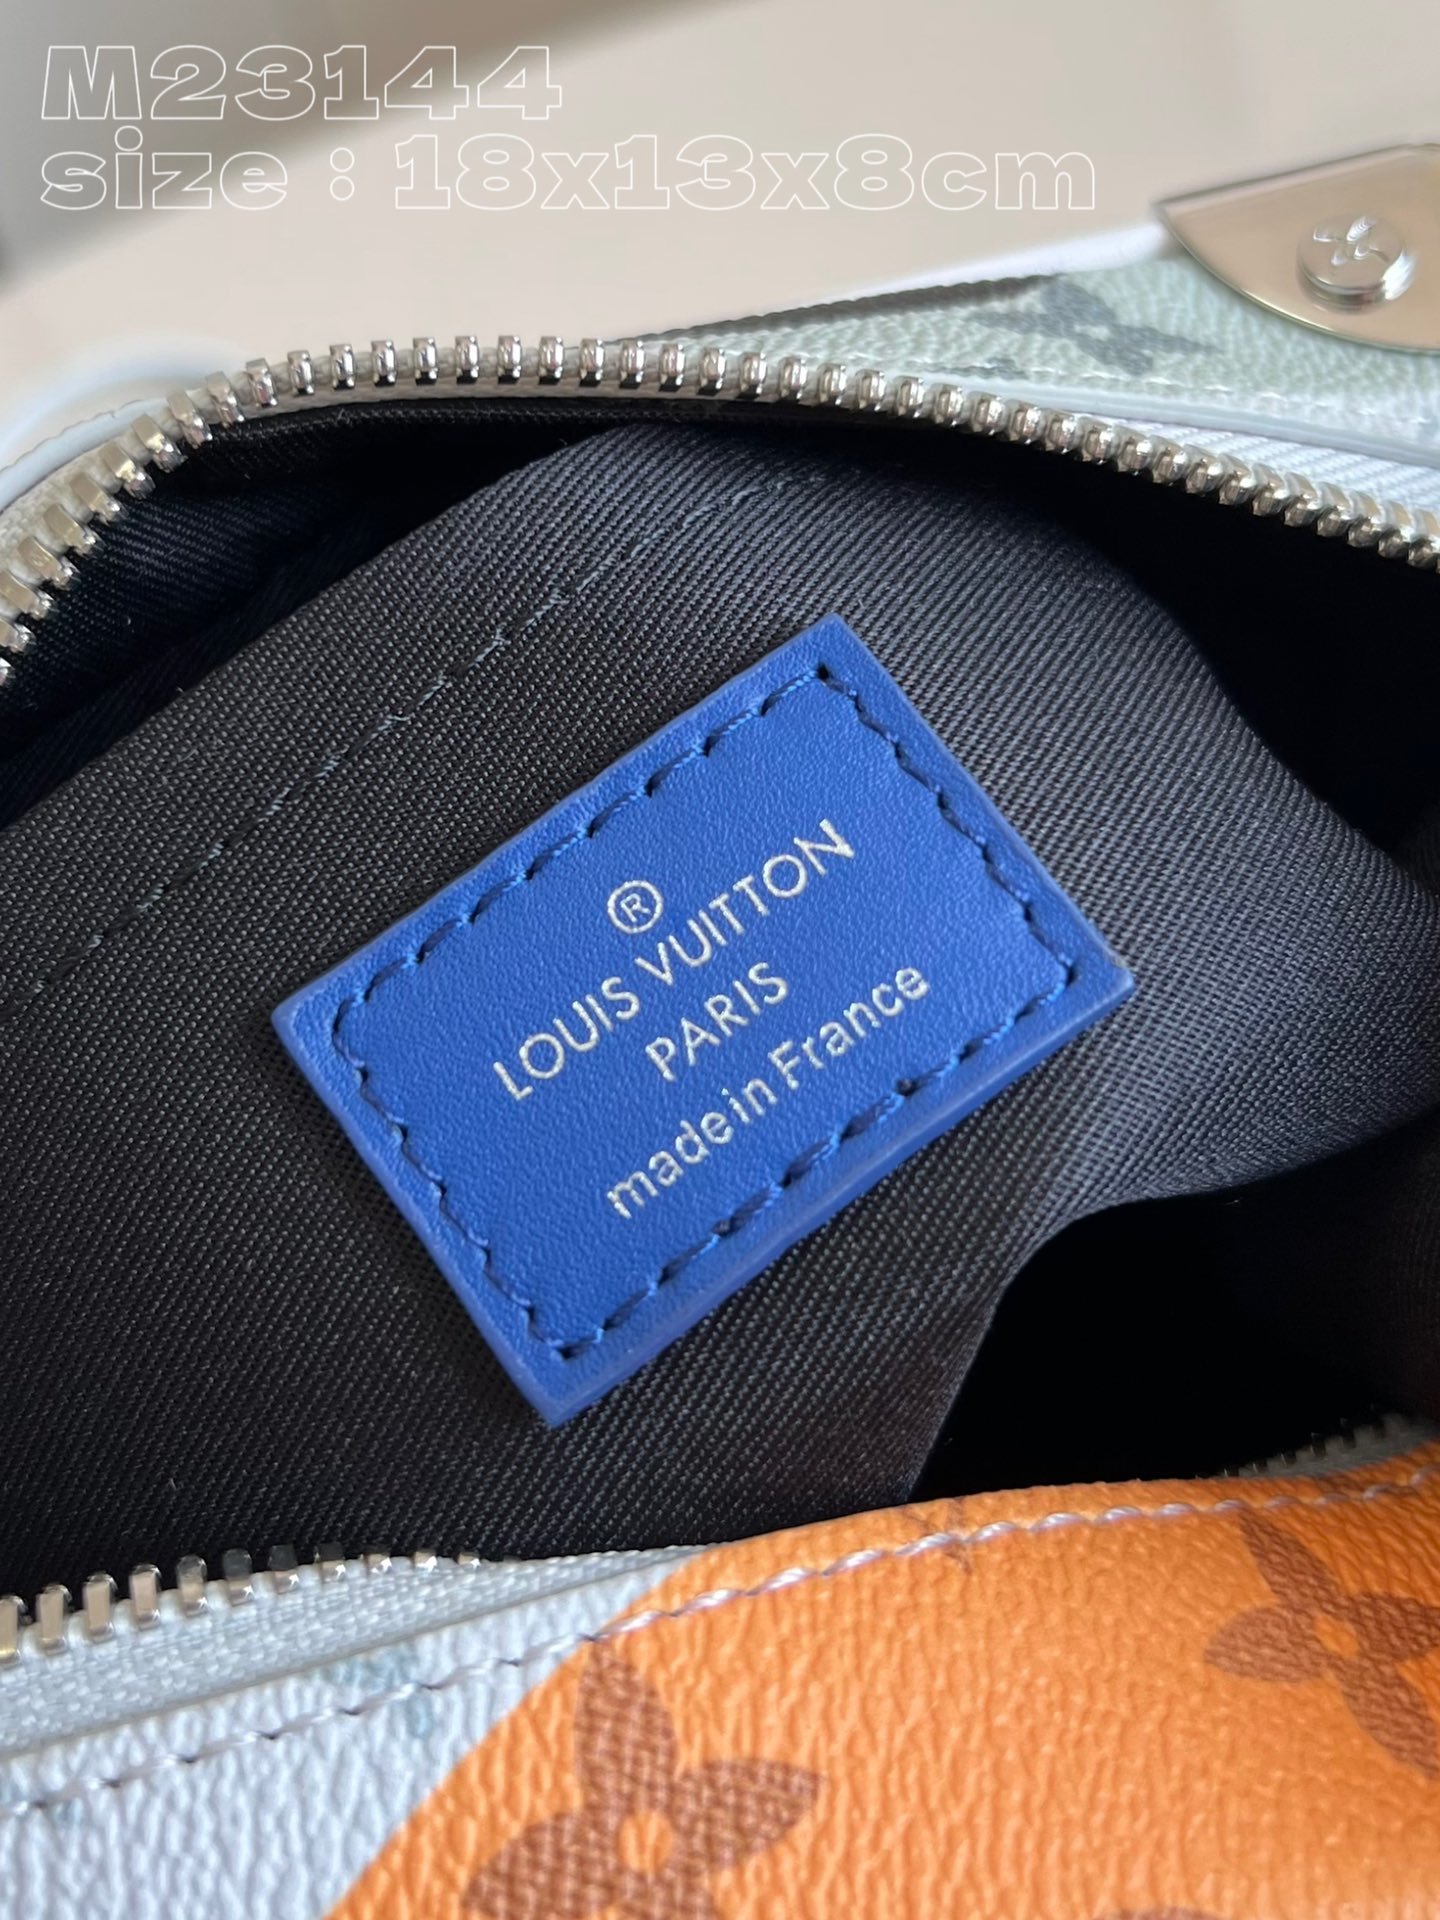 M23144
size : 18x13x8cm
®
LOUIS VUITTON
PARIS
made in France